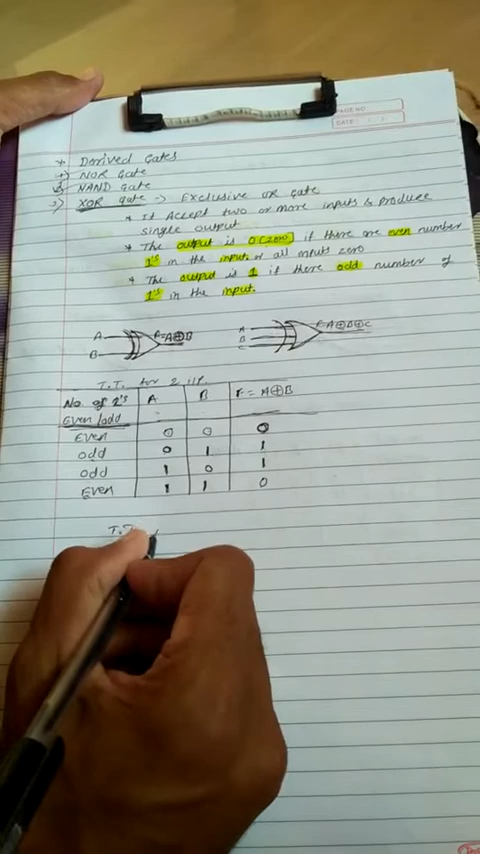 PAGE NO.
DATE: / /
* Derived Gates
1) NOR Gate
2) NAND Gate
3) XOR gate -> Exclusive OR gate
* It Accept two or more inputs & produce
single output
* The output is 0 (zero) if there are even number
1's in the input or all inputs zero
* The output is 1 if there odd number of
1's in the input.
A B F=A⊕B
A B C F=A⊕B⊕C
T.T. for 2 i/p.
No. of 1's A B F = A⊕B
Even/odd
Even 0 0 0
odd 0 1 1
odd 1 0 1
Even 1 1 0
T.T.